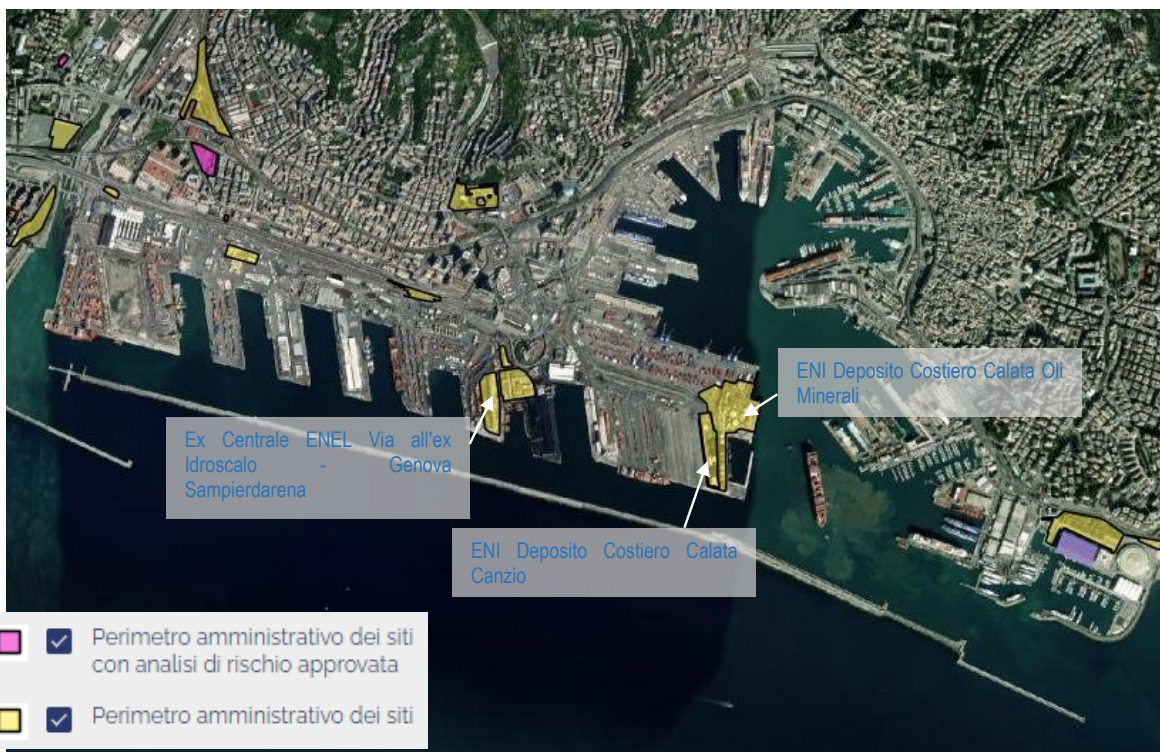 ENI Deposito Costiero Calata Oli
Minerali
Ex Centrale ENEL Via all'ex
Idroscalo - Genova
Sampierdarena
ENI Deposito Costiero Calata
Canzio
Perimetro amministrativo dei siti
con analisi di rischio approvata
Perimetro amministrativo dei siti